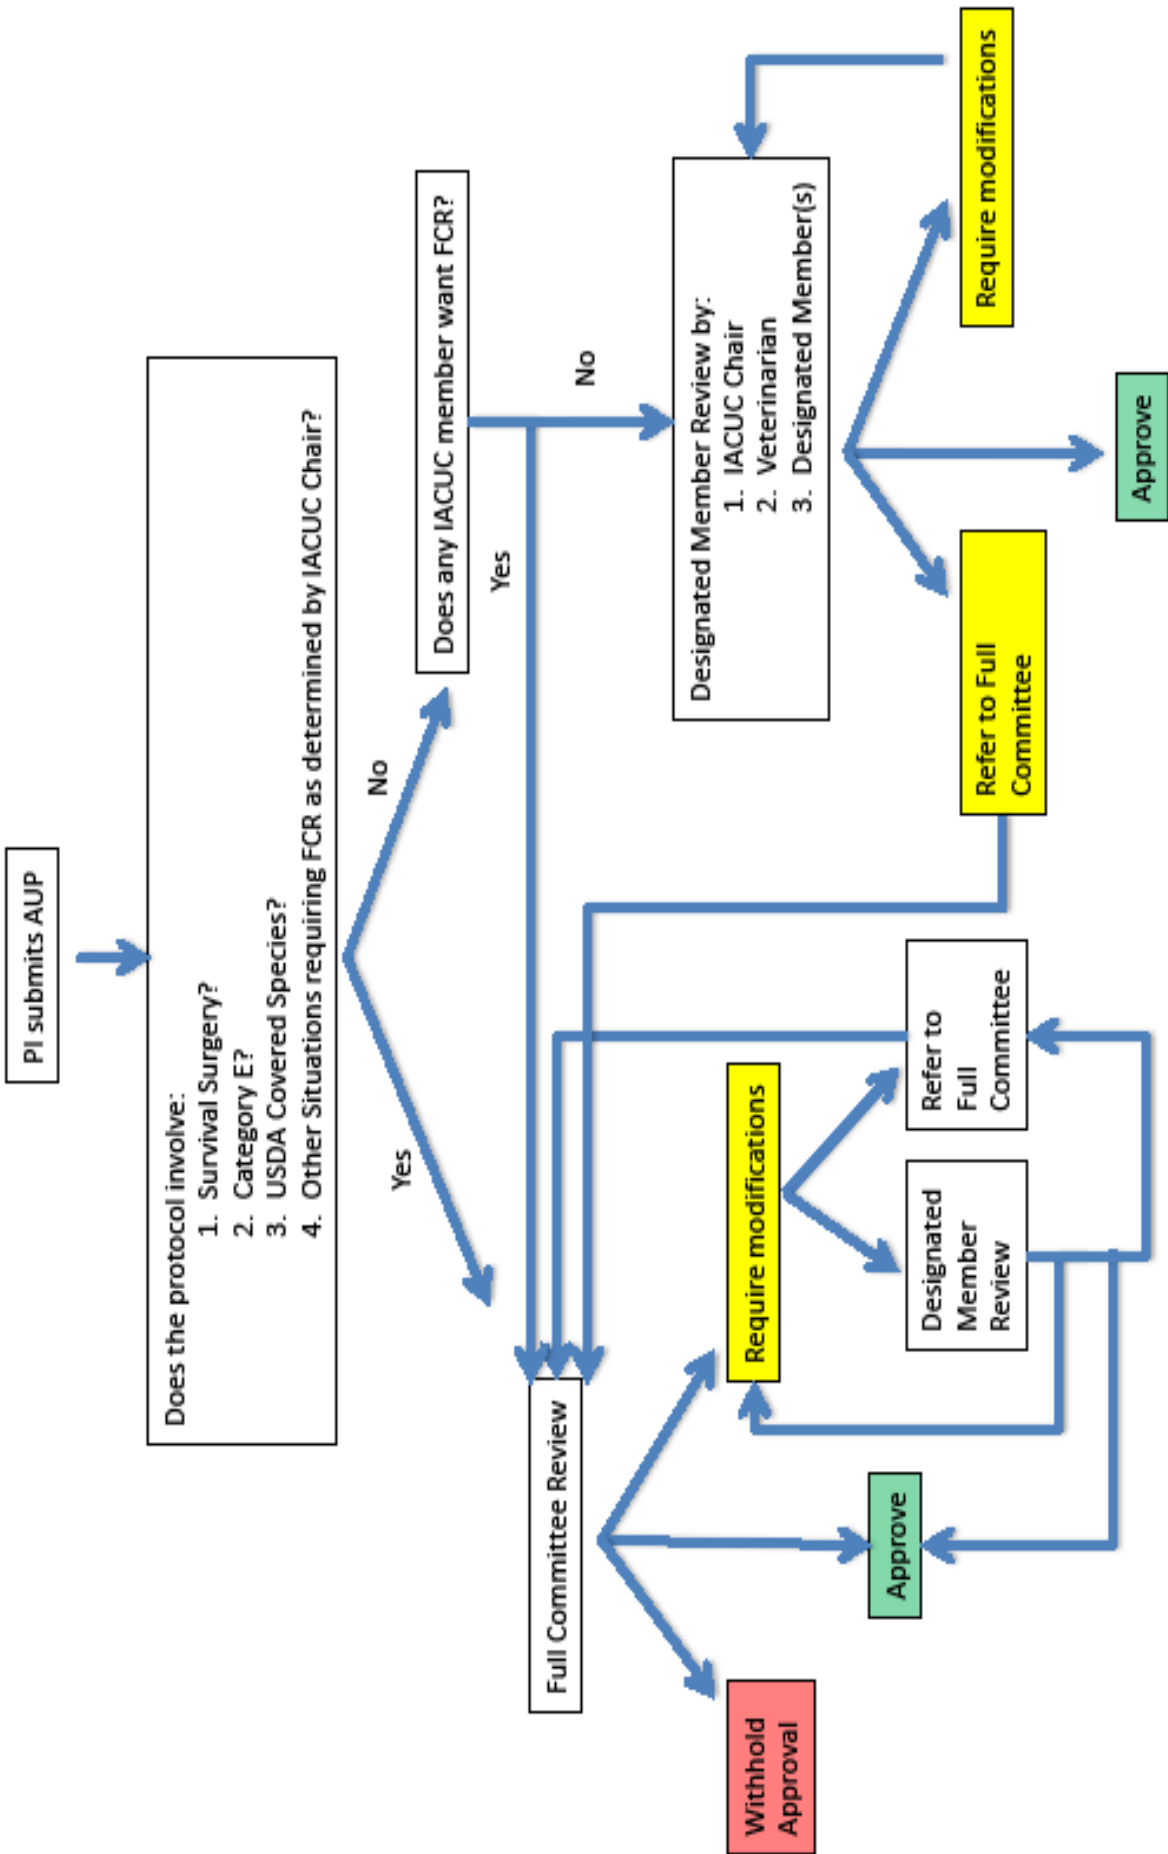 PI submits AUP
Does the protocol involve:
1. Survival Surgery?
2. Category E?
3. USDA Covered Species?
4. Other Situations requiring FCR as determined by IACUC Chair?
Yes
No
Does any IACUC member want FCR?
Yes
No
Full Committee Review
Designated Member Review by:
1. IACUC Chair
2. Veterinarian
3. Designated Member(s)
Withhold
Approval
Approve
Require modifications
Designated
Member
Review
Refer to
Full
Committee
Refer to Full
Committee
Approve
Require modifications